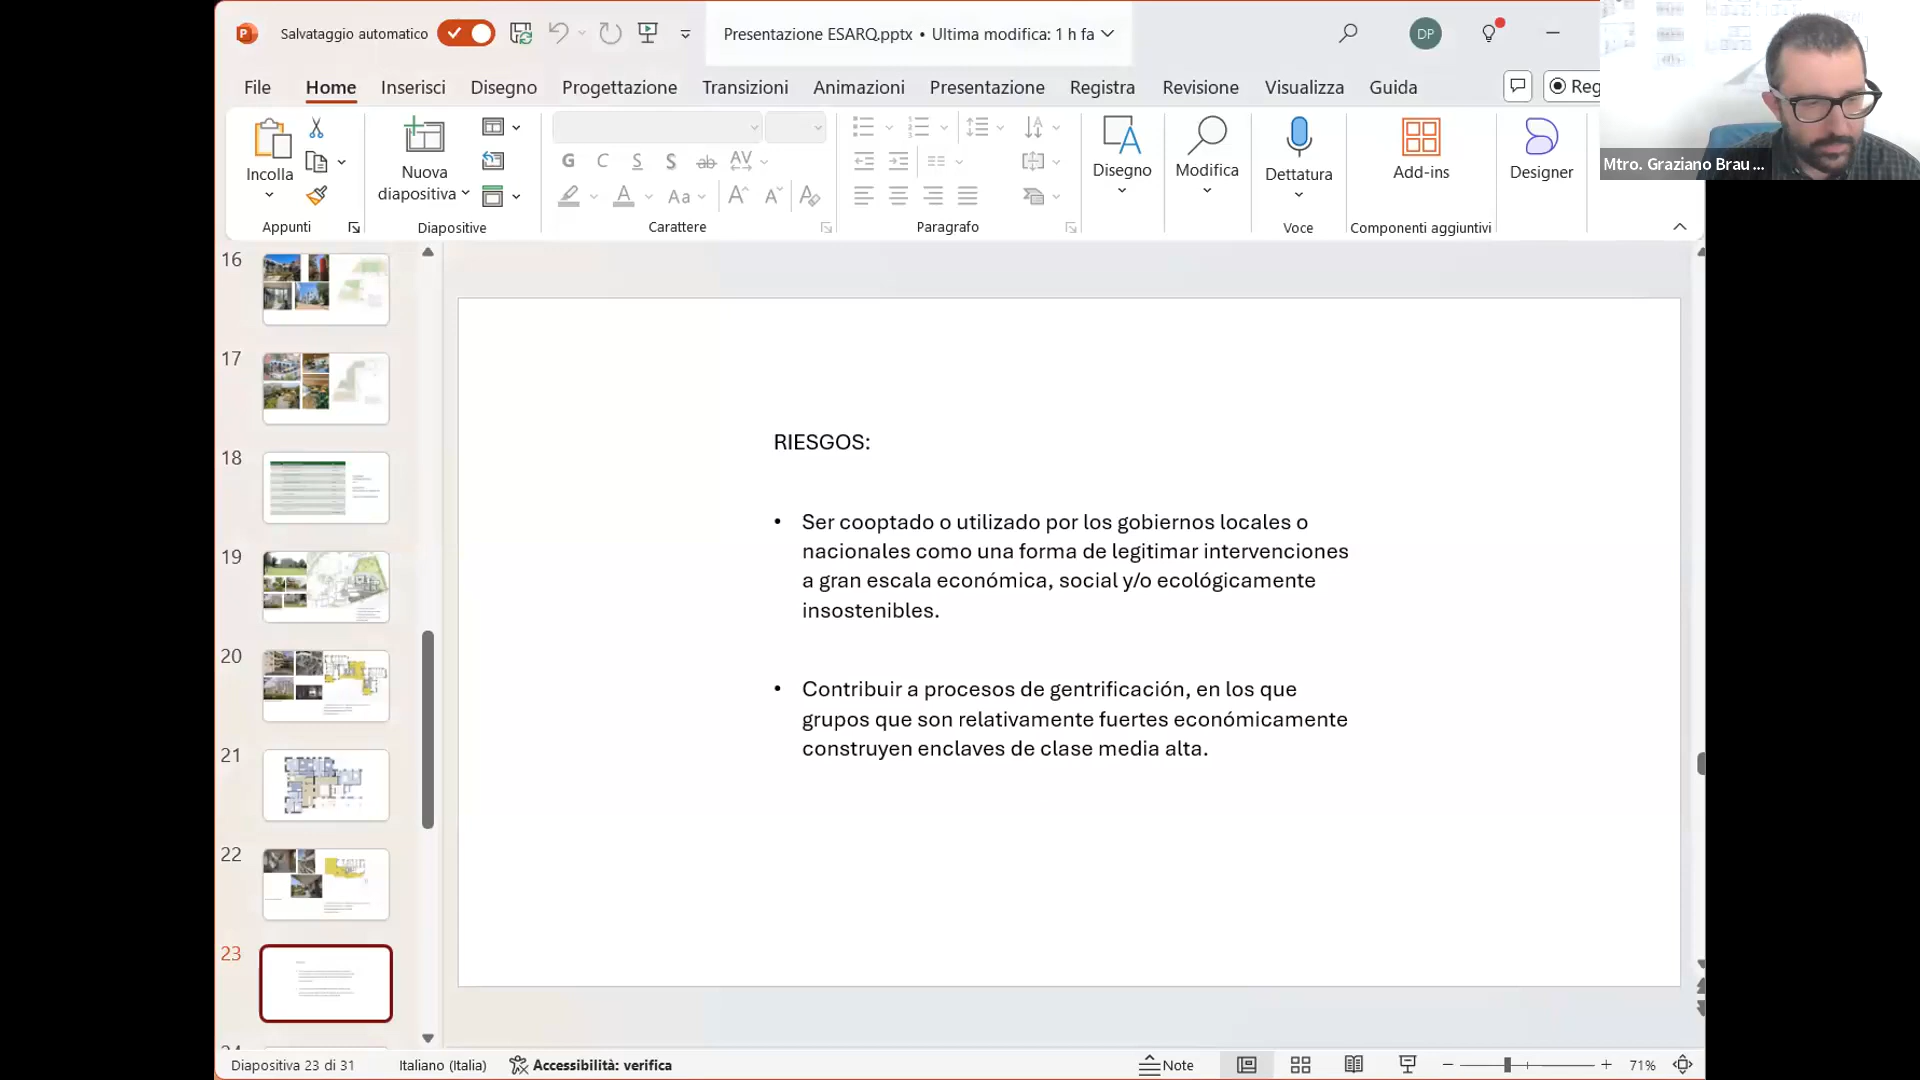 Salvataggio automatico
Presentazione ESARQ.pptx • Ultima modifica: 1 h fa
DP
File
Home
Inserisci
Disegno
Progettazione
Transizioni
Animazioni
Presentazione
Registra
Revisione
Visualizza
Guida
Reg
Incolla
Nuova
diapositiva
G C S S ab AV
A Aa A A
Disegno
Modifica
Dettatura
Add-ins
Designer
Appunti
Diapositive
Carattere
Paragrafo
Voce
Componenti aggiuntivi
Mtro. Graziano Brau ...
16
17
18
19
20
21
22
23
RIESGOS:
• Ser cooptado o utilizado por los gobiernos locales o
nacionales como una forma de legitimar intervenciones
a gran escala económica, social y/o ecológicamente
insostenibles.
• Contribuir a procesos de gentrificación, en los que
grupos que son relativamente fuertes económicamente
construyen enclaves de clase media alta.
Diapositiva 23 di 31
Italiano (Italia)
Accessibilità: verifica
Note
71%